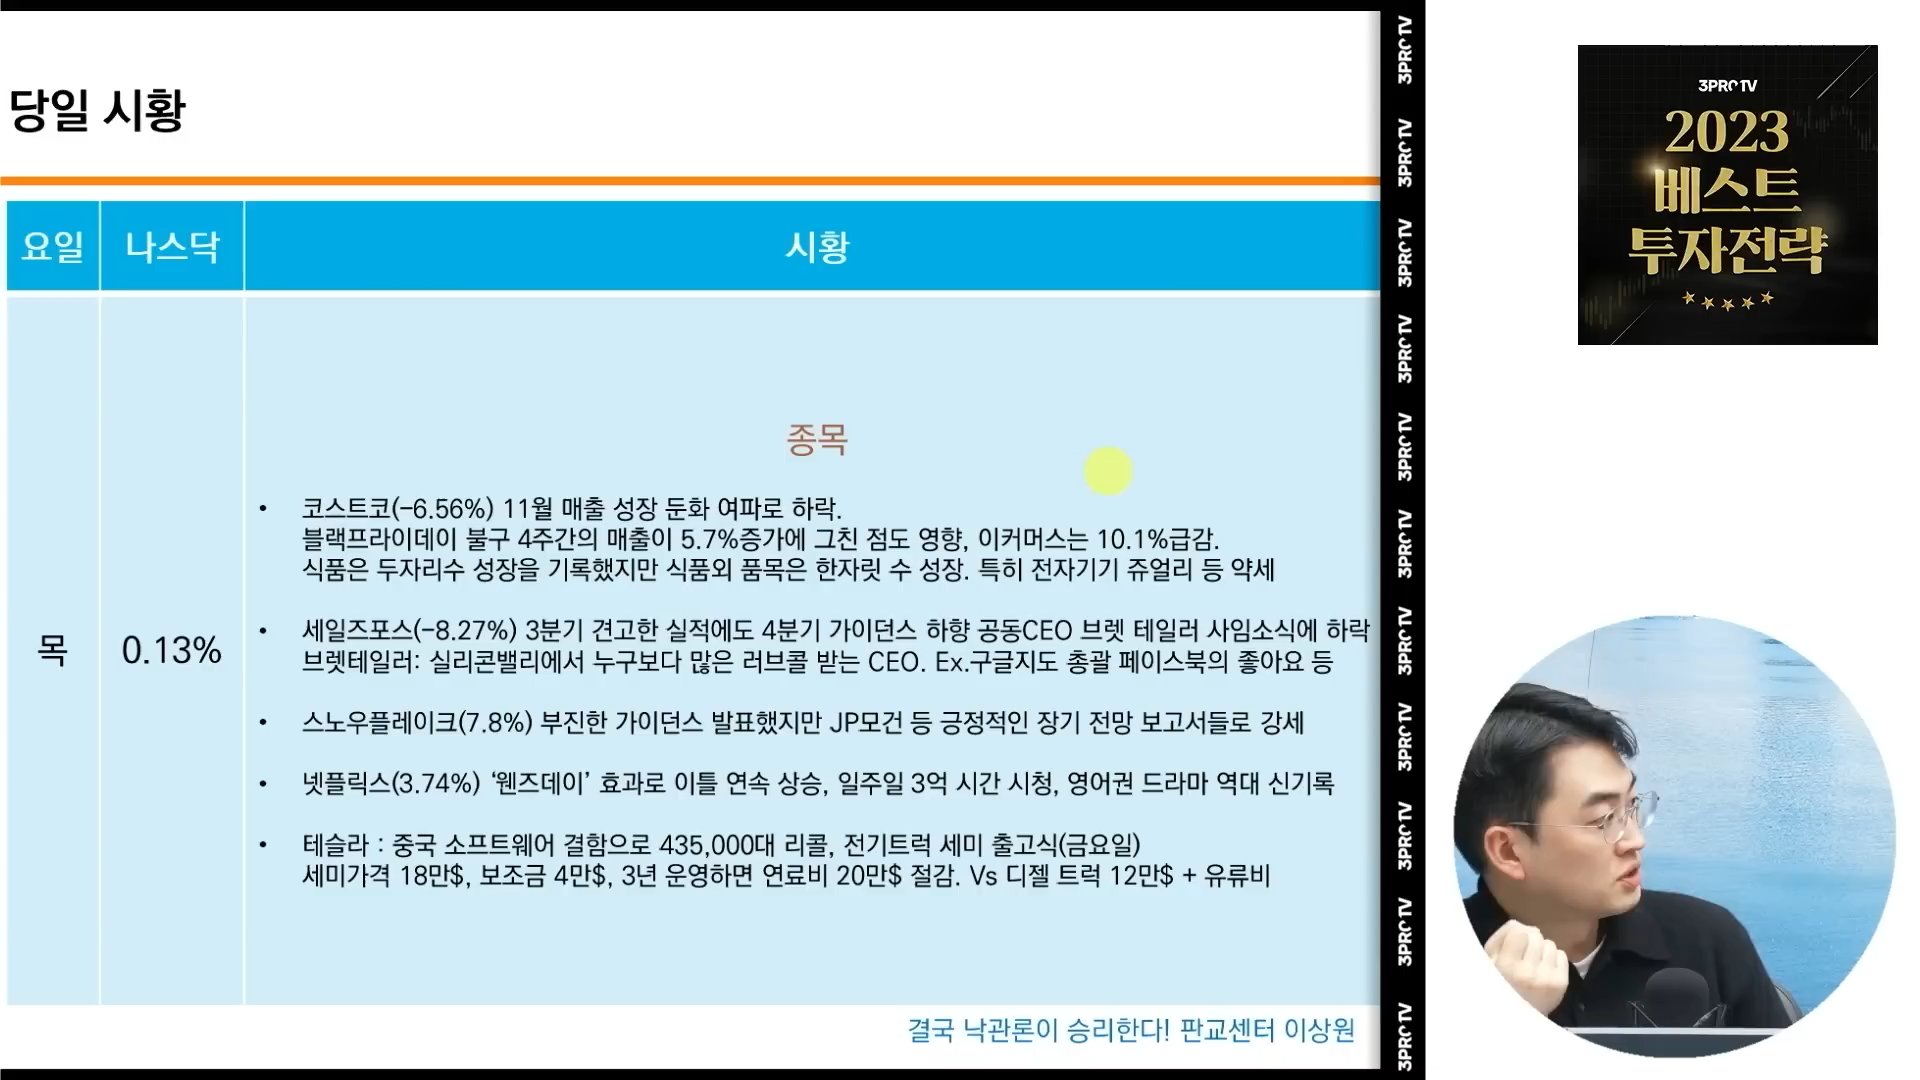 당일 시황
요일
나스닥
시황
목
0.13%
종목
• 코스트코(-6.56%) 11월 매출 성장 둔화 여파로 하락.
블랙프라이데이 불구 4주간의 매출이 5.7%증가에 그친 점도 영향, 이커머스는 10.1%급감.
식품은 두자리수 성장을 기록했지만 식품외 품목은 한자릿 수 성장. 특히 전자기기 쥬얼리 등 약세
• 세일즈포스(-8.27%) 3분기 견고한 실적에도 4분기 가이던스 하향 공동CEO 브렛 테일러 사임소식에 하락
브렛테일러: 실리콘밸리에서 누구보다 많은 러브콜 받는 CEO. Ex.구글지도 총괄 페이스북의 좋아요 등
• 스노우플레이크(7.8%) 부진한 가이던스 발표했지만 JP모건 등 긍정적인 장기 전망 보고서들로 강세
• 넷플릭스(3.74%) ‘웬즈데이’ 효과로 이틀 연속 상승, 일주일 3억 시간 시청, 영어권 드라마 역대 신기록
• 테슬라 : 중국 소프트웨어 결함으로 435,000대 리콜, 전기트럭 세미 출고식(금요일)
세미가격 18만$, 보조금 4만$, 3년 운영하면 연료비 20만$ 절감. Vs 디젤 트럭 12만$ + 유류비
결국 낙관론이 승리한다! 판교센터 이상원
3PROTV
3PROTV
3PROTV
3PROTV
3PROTV
3PROTV
3PROTV
3PROTV
3PROTV
3PROTV
3PROTV
3PROTV
2023
베스트
투자전략